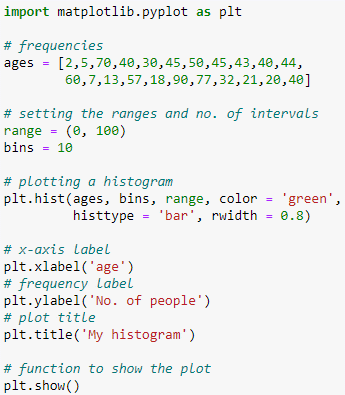 import matplotlib.pyplot as plt

# frequencies
ages = [2,5,70,40,30,45,50,45,43,40,44,
        60,7,13,57,18,90,77,32,21,20,40]

# setting the ranges and no. of intervals
range = (0, 100)
bins = 10

# plotting a histogram
plt.hist(ages, bins, range, color = 'green',
         histtype = 'bar', rwidth = 0.8)

# x-axis label
plt.xlabel('age')
# frequency label
plt.ylabel('No. of people')
# plot title
plt.title('My histogram')

# function to show the plot
plt.show()